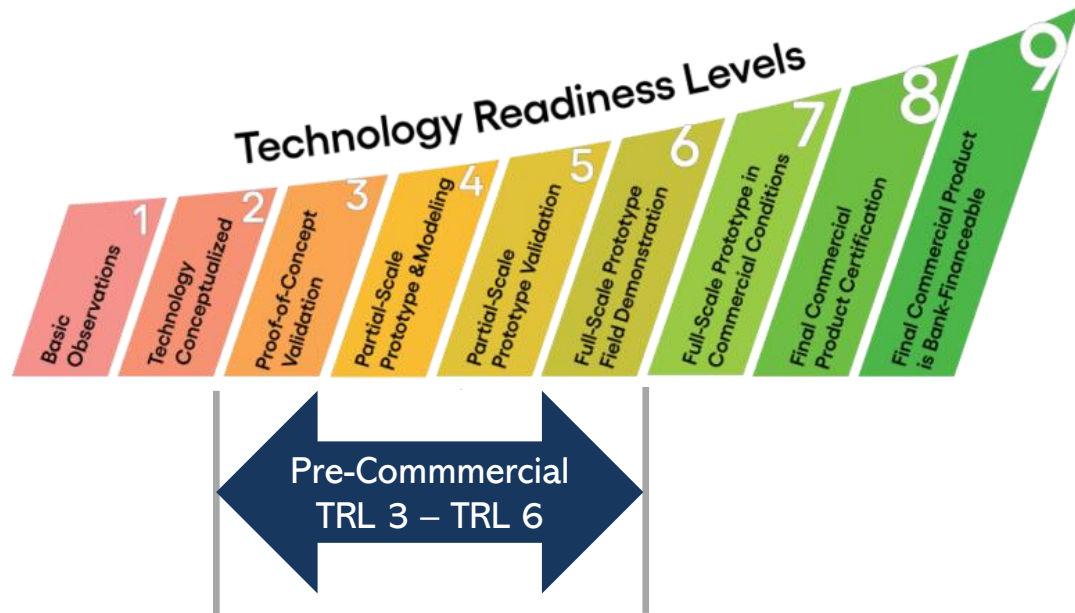 Technology Readiness Levels
1
Basic
Observations
2
Technology
Conceptualized
3
Proof-of-Concept
Validation
4
Partial-Scale
Prototype & Modeling
5
Partial-Scale
Prototype Validation
6
Full-Scale Prototype
Field Demonstration
7
Full-Scale Prototype in
Commercial Conditions
8
Final Commercial
Product Certification
9
Final Commercial Product
is Bank-Financeable
Pre-Commmercial
TRL 3 – TRL 6